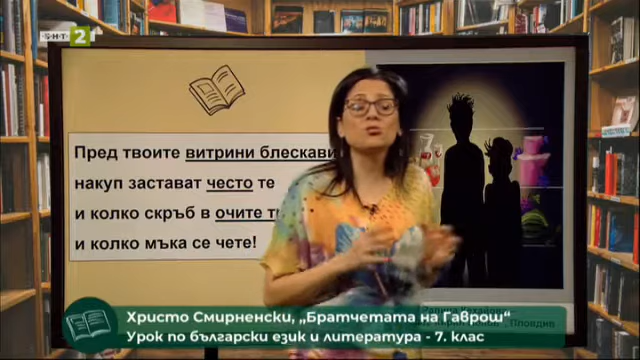 БНТ 2
Пред твоите витрини блескави
накуп застават често те
и колко скръб в очите
и колко мъка се чете!
Пловдив
Христо Смирненски, „Братчетата на Гаврош“
Урок по български език и литература - 7. клас